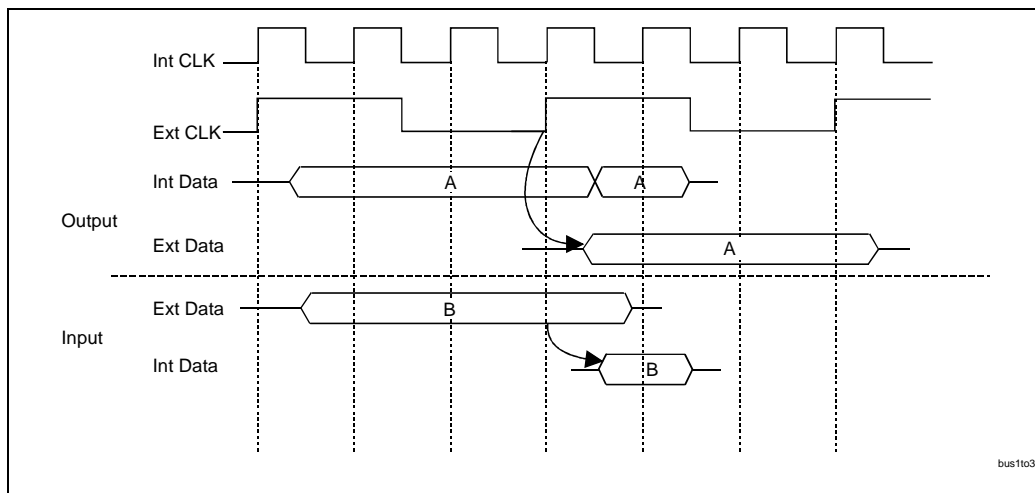 Int CLK
Ext CLK
Int Data
A
A
Output
Ext Data
A
Ext Data
B
Input
Int Data
B
bus1to3